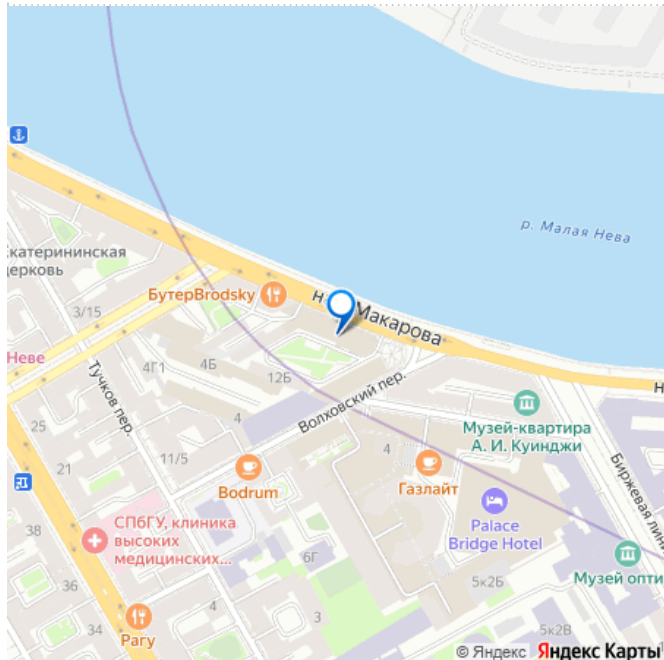 р. Малая Нева
Екатерининская
церковь
БутерBrodsky
Макарова
3/15
Неве
4Г1
4Б
12Б
Тучков пер.
Волховский пер.
Музей-квартира
А. И. Куинджи
25
4
4
21
11/5
Bodrum
Газлайт
Биржевая лини
38
СПбГУ, клиника
высоких
медицинских...
Palace
Bridge Hotel
6Г
Музей опти
36
5к2Б
34
4
3
Рагу
5к2В
© Яндекс Яндекс Карты